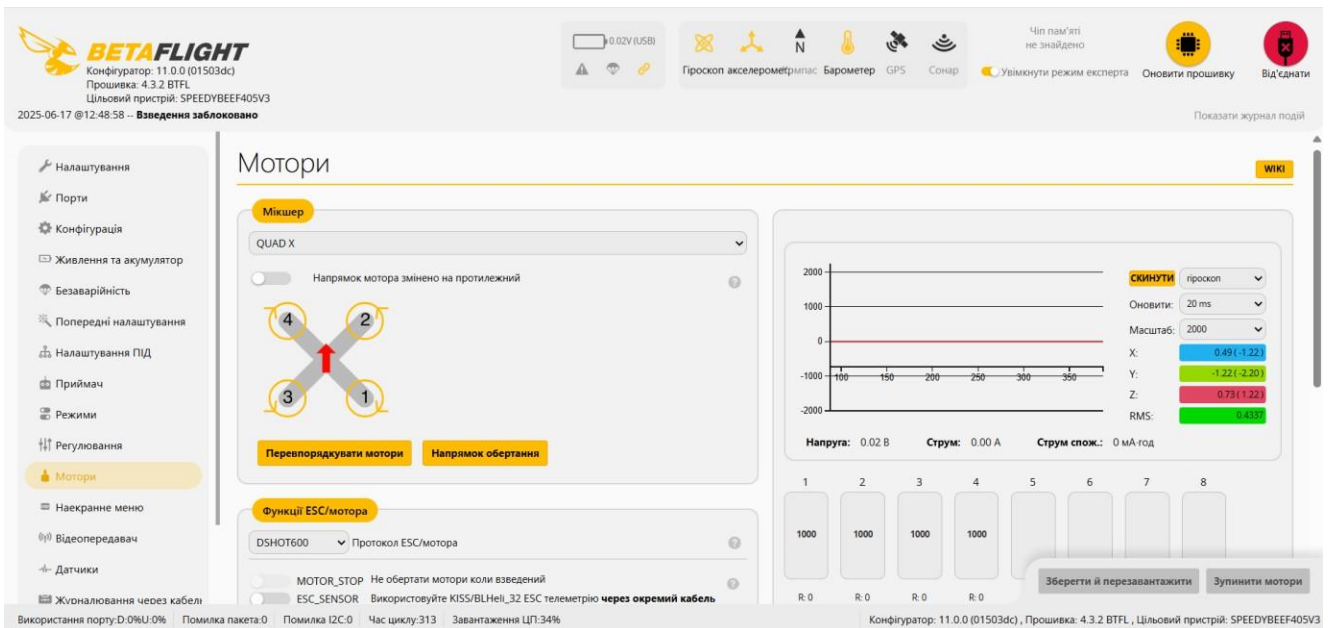 BETAFLIGHT
Конфігуратор: 11.0.0 (01503dc)
Прошивка: 4.3.2 BTFL
Цільовий пристрій: SPEEDYBEEF405V3
2025-06-17 @12:48:58 -- Взведення заблоковано
0.02V (USB)
Гіроскоп акселерометр
N
Барометер
GPS
Сонар
Чіп пам'яті
не знайдено
Увімкнути режим експерта
Оновити прошивку
Від'єднати
Показати журнал подій
Налаштування
Порти
Конфігурація
Живлення та акумулятор
Безаварійність
Попередні налаштування
Налаштування ПІД
Приймач
Режими
Регулювання
Мотори
Наекранне меню
Відеопередавач
Датчики
Журналювання через кабель
Мотори
WIKI
Мікшер
QUAD X
Напрямок мотора змінено на протилежний
4 2
3 1
Перевпорядкувати мотори Напрямок обертання
Функції ESC/мотора
DSHOT600 Протокол ESC/мотора
MOTOR_STOP Не обертати мотори коли взведений
ESC_SENSOR Використовуйте KISS/BLHeli_32 ESC телеметрію через окремий кабель
2000
1000
0
-1000
-2000
100 150 200 250 300 350
СКИНУТИ гіроскоп
Оновити: 20 ms
Масштаб: 2000
X: 0.49 ( -1.22 )
Y: -1.22 ( -2.20 )
Z: 0.73 ( 1.22 )
RMS: 0.4337
Напруга: 0.02 В Струм: 0.00 А Струм спож.: 0 мА·год
1 2 3 4 5 6 7 8
1000 1000 1000 1000
R: 0 R: 0 R: 0 R: 0
Зберегти й перезавантажити Зупинити мотори
Використання порту:D:0%U:0% Помилка пакета:0 Помилка I2C:0 Час циклу:313 Завантаження ЦП:34%
Конфігуратор: 11.0.0 (01503dc) , Прошивка: 4.3.2 BTFL , Цільовий пристрій: SPEEDYBEEF405V3